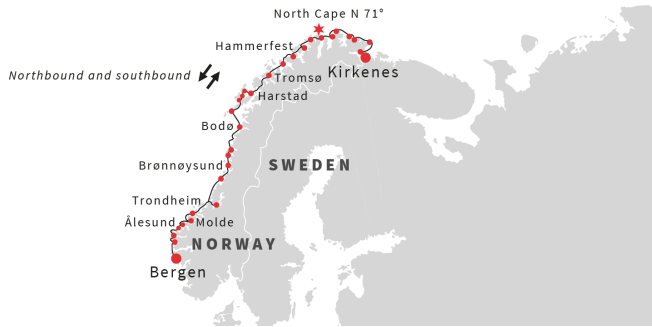 North Cape N 71°
Hammerfest
Northbound and southbound
Kirkenes
Tromsø
Harstad
Bodø
Brønnøysund
SWEDEN
Trondheim
Ålesund
Molde
NORWAY
Bergen